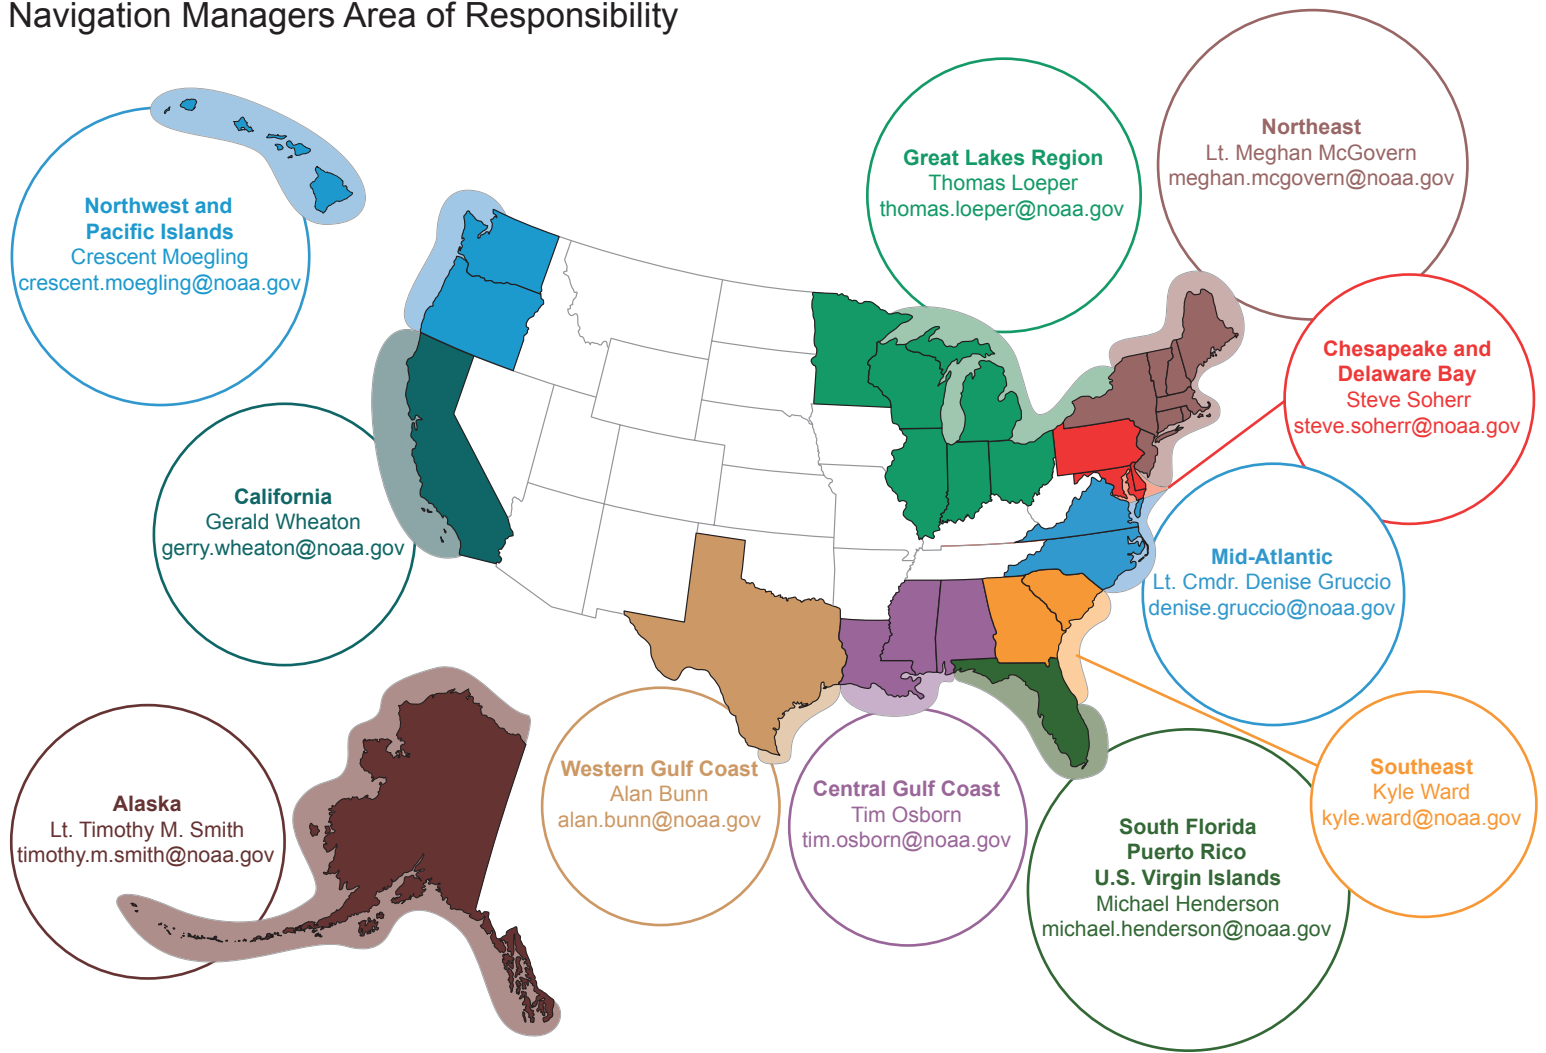 Navigation Managers Area of Responsibility
Northwest and
Pacific Islands
Crescent Moegling
crescent.moegling@noaa.gov
Great Lakes Region
Thomas Loeper
thomas.loeper@noaa.gov
Northeast
Lt. Meghan McGovern
meghan.mcgovern@noaa.gov
Chesapeake and
Delaware Bay
Steve Soherr
steve.soherr@noaa.gov
California
Gerald Wheaton
gerry.wheaton@noaa.gov
Mid-Atlantic
Lt. Cmdr. Denise Gruccio
denise.gruccio@noaa.gov
Alaska
Lt. Timothy M. Smith
timothy.m.smith@noaa.gov
Western Gulf Coast
Alan Bunn
alan.bunn@noaa.gov
Central Gulf Coast
Tim Osborn
tim.osborn@noaa.gov
South Florida
Puerto Rico
U.S. Virgin Islands
Michael Henderson
michael.henderson@noaa.gov
Southeast
Kyle Ward
kyle.ward@noaa.gov